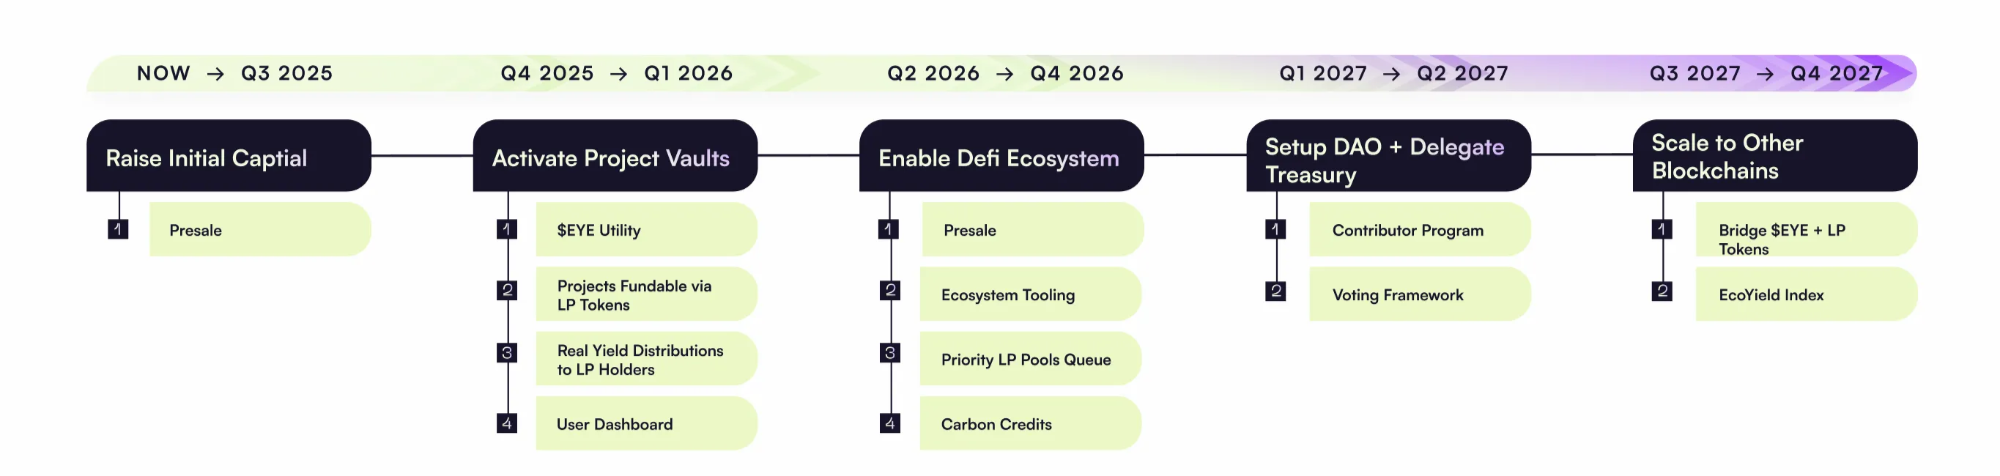 NOW → Q3 2025
Q4 2025 → Q1 2026
Q2 2026 → Q4 2026
Q1 2027 → Q2 2027
Q3 2027 → Q4 2027
Raise Initial Captial
1
Presale
Activate Project Vaults
1
$EYE Utility
2
Projects Fundable via
LP Tokens
3
Real Yield Distributions
to LP Holders
4
User Dashboard
Enable Defi Ecosystem
1
Presale
2
Ecosystem Tooling
3
Priority LP Pools Queue
4
Carbon Credits
Setup DAO + Delegate
Treasury
1
Contributor Program
2
Voting Framework
Scale to Other
Blockchains
1
Bridge $EYE + LP
Tokens
2
EcoYield Index